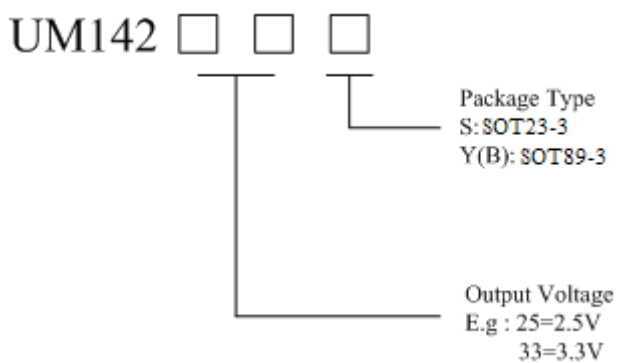 UM142 □ □ □
Package Type
S: SOT23-3
Y(B): SOT89-3
Output Voltage
E.g : 25=2.5V
33=3.3V